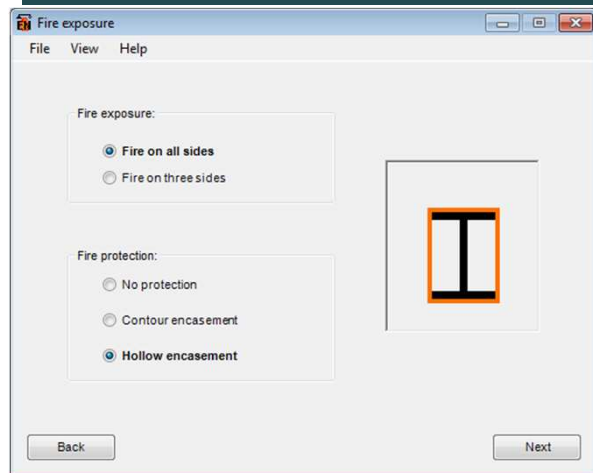 Fire exposure
File View Help
Fire exposure:
Fire on all sides
Fire on three sides
Fire protection:
No protection
Contour encasement
Hollow encasement
Back Next